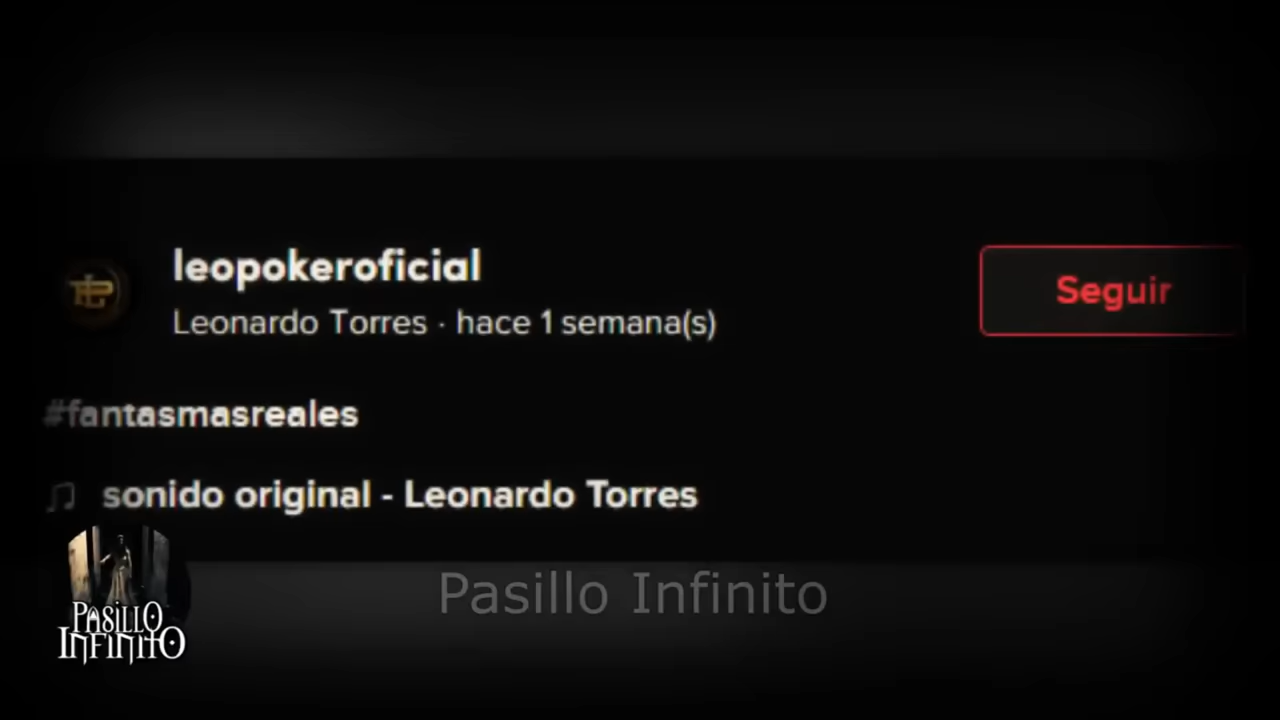 leopokeroficial
Leonardo Torres · hace 1 semana(s)
Seguir
#fantasmasreales
sonido original - Leonardo Torres
Pasillo Infinito
PASILLO
INFINITO